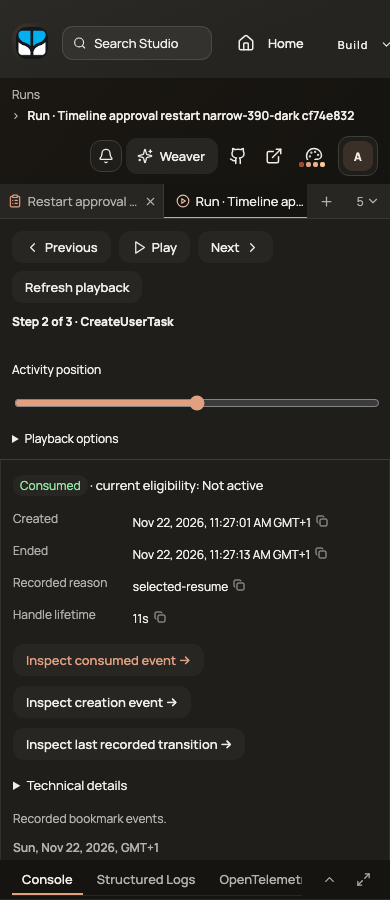 Search Studio
Home
Build
Runs
› Run · Timeline approval restart narrow-390-dark cf74e832
Weaver
A
Restart approval ...
Run · Timeline ap...
5
Previous
Play
Next
Refresh playback
Step 2 of 3 · CreateUserTask
Activity position
Playback options
Consumed · current eligibility: Not active
Created Nov 22, 2026, 11:27:01 AM GMT+1
Ended Nov 22, 2026, 11:27:13 AM GMT+1
Recorded reason selected-resume
Handle lifetime 11s
Inspect consumed event →
Inspect creation event →
Inspect last recorded transition →
Technical details
Recorded bookmark events.
Sun, Nov 22, 2026, GMT+1
Console Structured Logs OpenTelemet